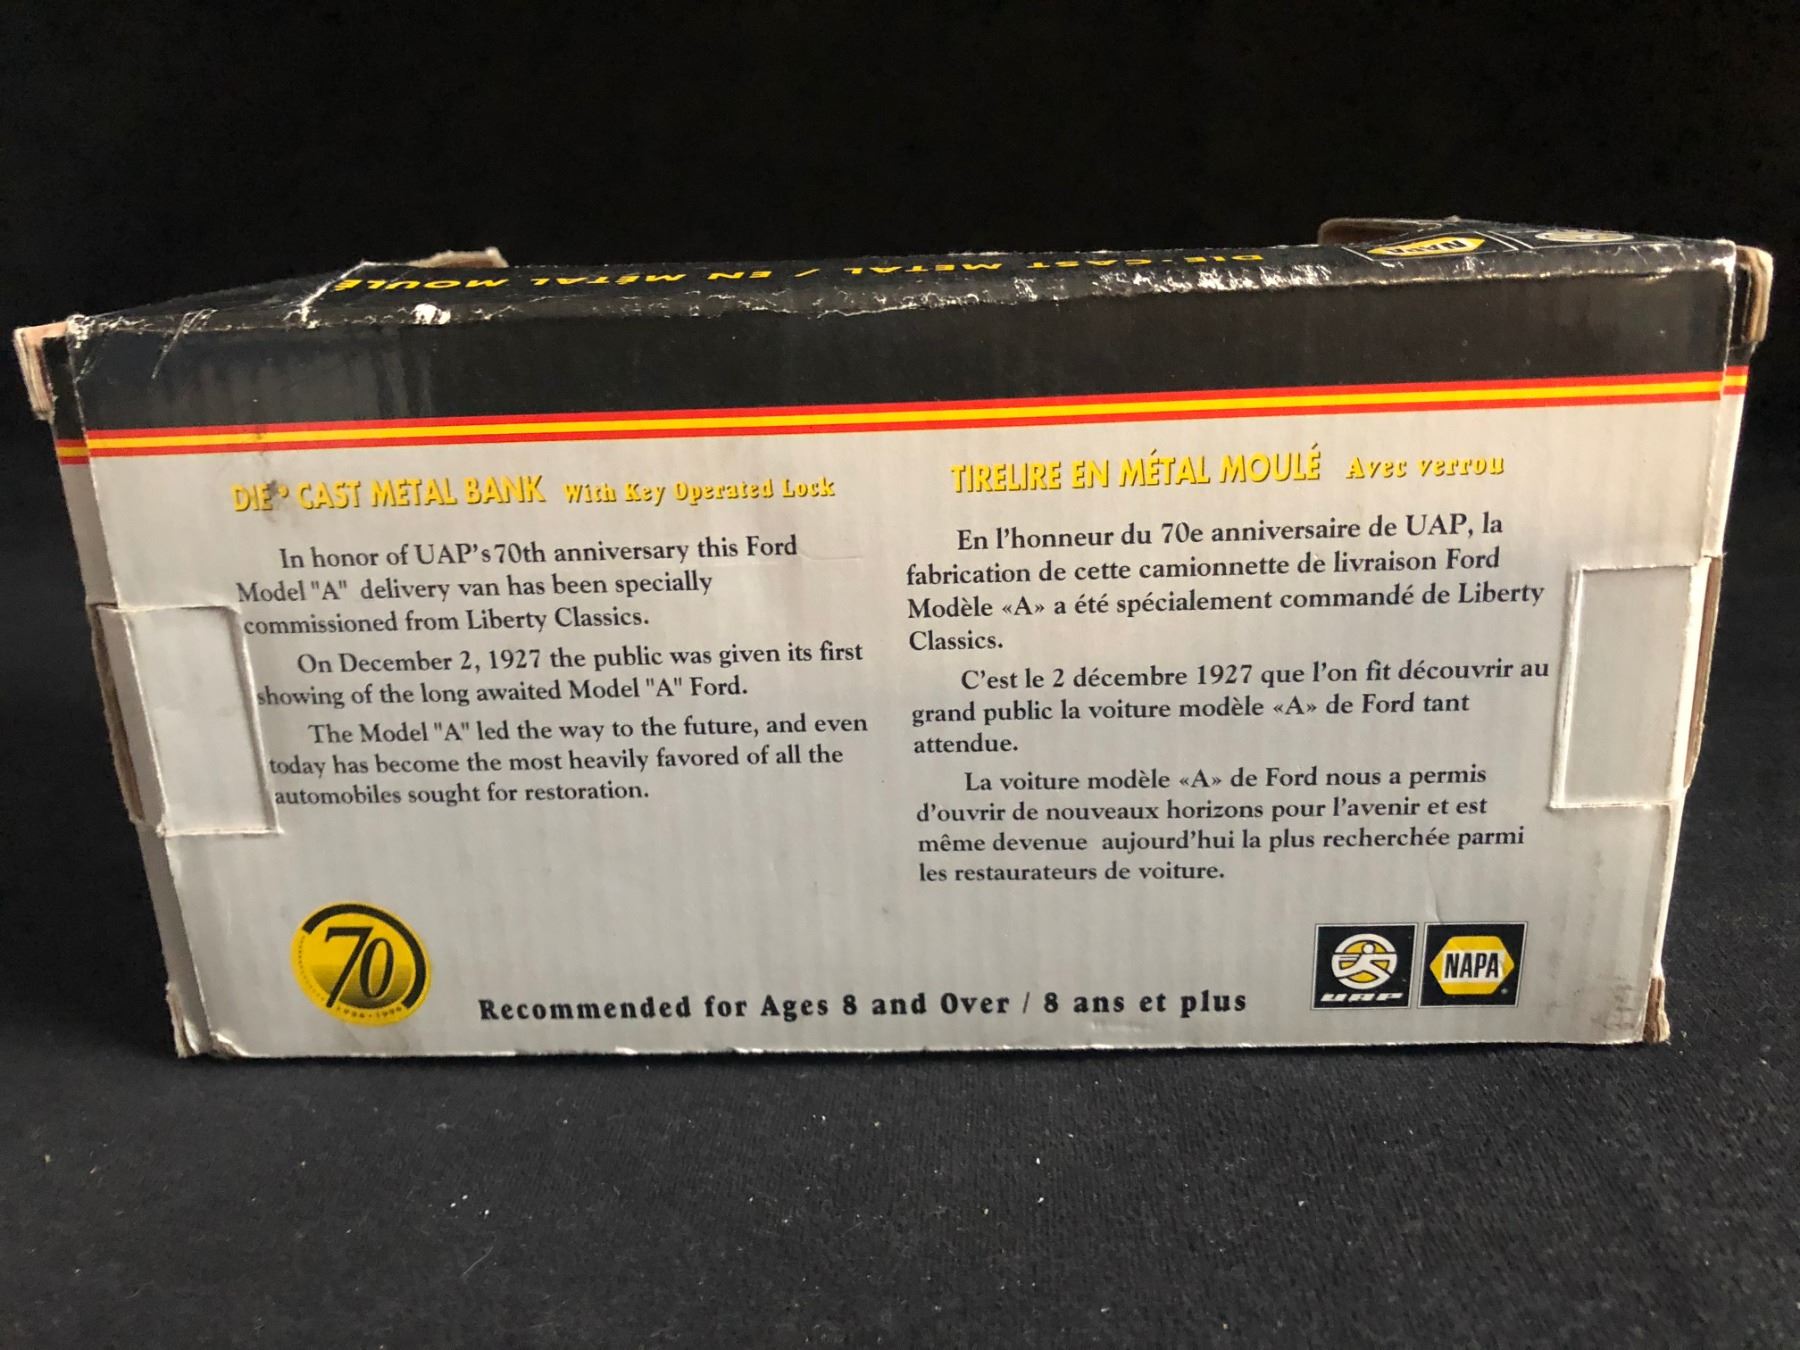 DIE-CAST METAL / EN MÉTAL MOULÉ
NAPA
DIE CAST METAL BANK With Key Operated Lock
In honor of UAP's 70th anniversary this Ford
Model "A" delivery van has been specially
commissioned from Liberty Classics.
On December 2, 1927 the public was given its first
showing of the long awaited Model "A" Ford.
The Model "A" led the way to the future, and even
today has become the most heavily favored of all the
automobiles sought for restoration.
TIRELIRE EN MÉTAL MOULÉ Avec verrou
En l'honneur du 70e anniversaire de UAP, la
fabrication de cette camionnette de livraison Ford
Modèle «A» a été spécialement commandé de Liberty
Classics.
C'est le 2 décembre 1927 que l'on fit découvrir au
grand public la voiture modèle «A» de Ford tant
attendue.
La voiture modèle «A» de Ford nous a permis
d'ouvrir de nouveaux horizons pour l'avenir et est
même devenue aujourd'hui la plus recherchée parmi
les restaurateurs de voiture.
70
1926 - 1996
Recommended for Ages 8 and Over / 8 ans et plus
UAP
NAPA